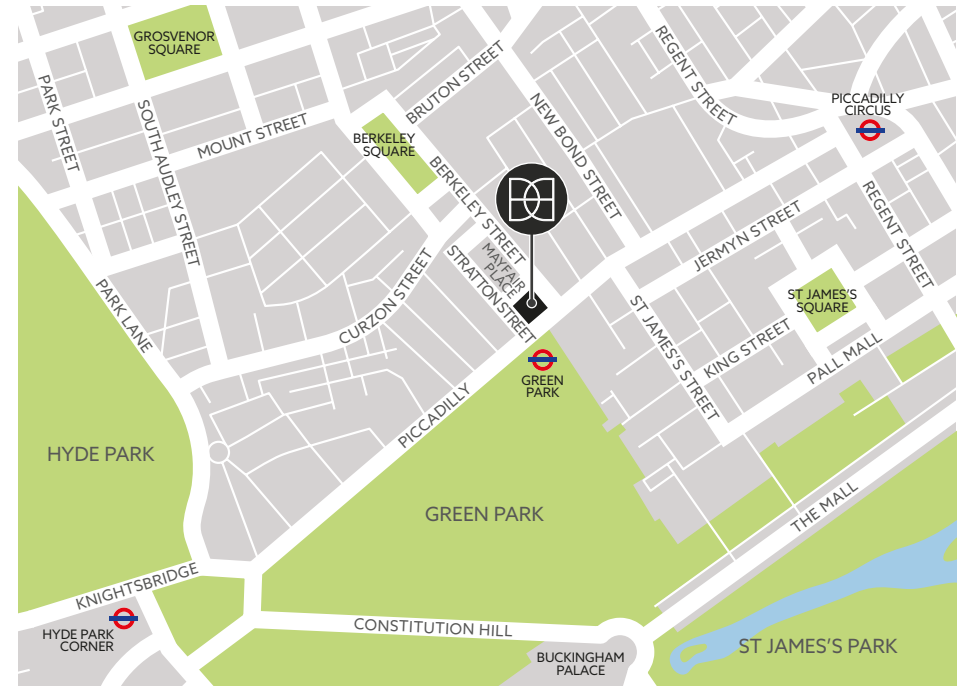 GROSVENOR
SQUARE
PARK STREET
SOUTH AUDLEY STREET
MOUNT STREET
BRUTON STREET
BERKELEY
SQUARE
BERKELEY STREET
NEW BOND STREET
REGENT STREET
PICCADILLY
CIRCUS
REGENT STREET
JERMYN STREET
MAYFAIR
PLACE
STRATTON STREET
CURZON STREET
PARK LANE
ST JAMES'S
SQUARE
ST JAMES'S STREET
KING STREET
PALL MALL
GREEN
PARK
PICCADILLY
HYDE PARK
GREEN PARK
THE MALL
KNIGHTSBRIDGE
HYDE PARK
CORNER
CONSTITUTION HILL
BUCKINGHAM
PALACE
ST JAMES'S PARK